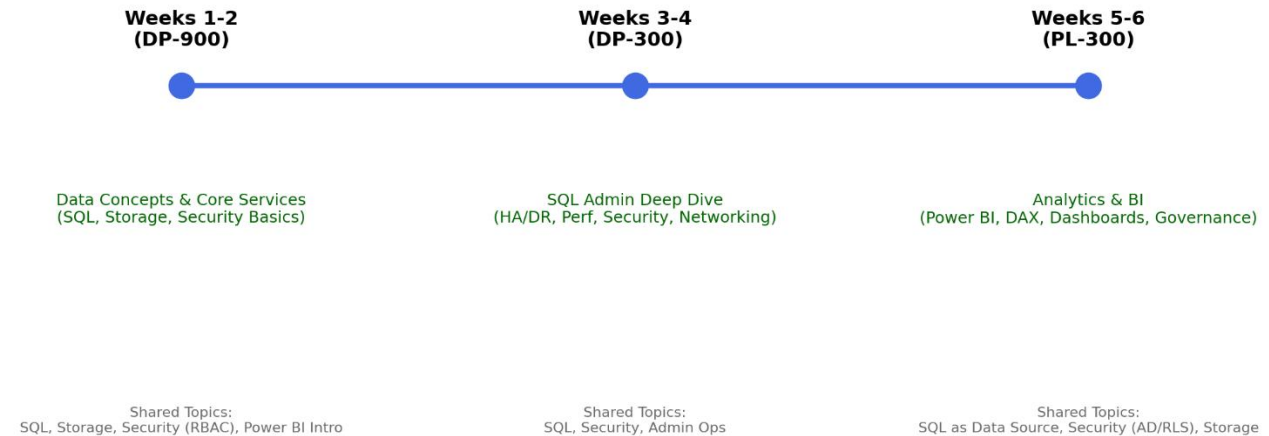 Weeks 1-2
(DP-900)
Weeks 3-4
(DP-300)
Weeks 5-6
(PL-300)
Data Concepts & Core Services
(SQL, Storage, Security Basics)
SQL Admin Deep Dive
(HA/DR, Perf, Security, Networking)
Analytics & BI
(Power BI, DAX, Dashboards, Governance)
Shared Topics:
SQL, Storage, Security (RBAC), Power BI Intro
Shared Topics:
SQL, Security, Admin Ops
Shared Topics:
SQL as Data Source, Security (AD/RLS), Storage